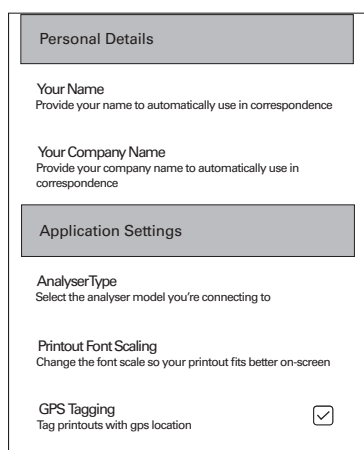 Personal Details
Your Name
Provide your name to automatically use in correspondence
Your Company Name
Provide your company name to automatically use in
correspondence
Application Settings
Analyser Type
Select the analyser model you're connecting to
Printout Font Scaling
Change the font scale so your printout fits better on-screen
GPS Tagging
Tag printouts with gps location